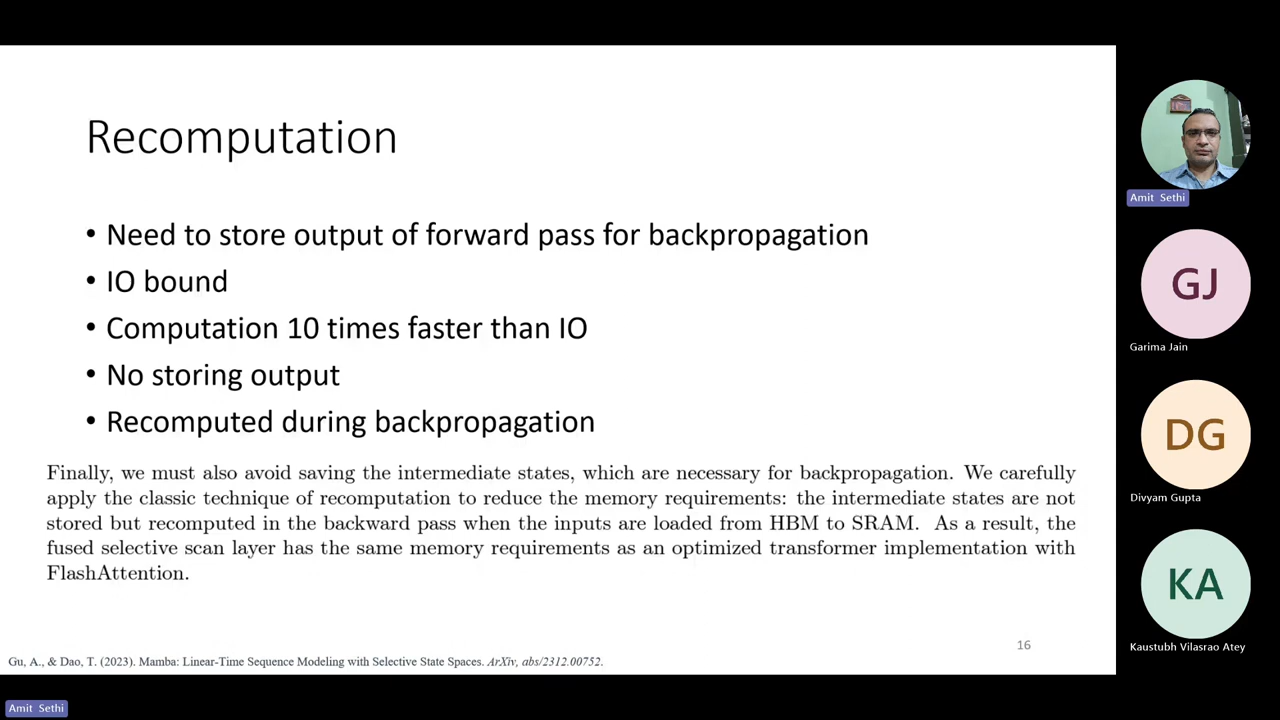 Recomputation
• Need to store output of forward pass for backpropagation
• IO bound
• Computation 10 times faster than IO
• No storing output
• Recomputed during backpropagation
Finally, we must also avoid saving the intermediate states, which are necessary for backpropagation. We carefully
apply the classic technique of recomputation to reduce the memory requirements: the intermediate states are not
stored but recomputed in the backward pass when the inputs are loaded from HBM to SRAM. As a result, the
fused selective scan layer has the same memory requirements as an optimized transformer implementation with
FlashAttention.
16
Gu, A., & Dao, T. (2023). Mamba: Linear-Time Sequence Modeling with Selective State Spaces. ArXiv, abs/2312.00752.
Amit Sethi
Amit Sethi
GJ
Garima Jain
DG
Divyam Gupta
KA
Kaustubh Vilasrao Atey